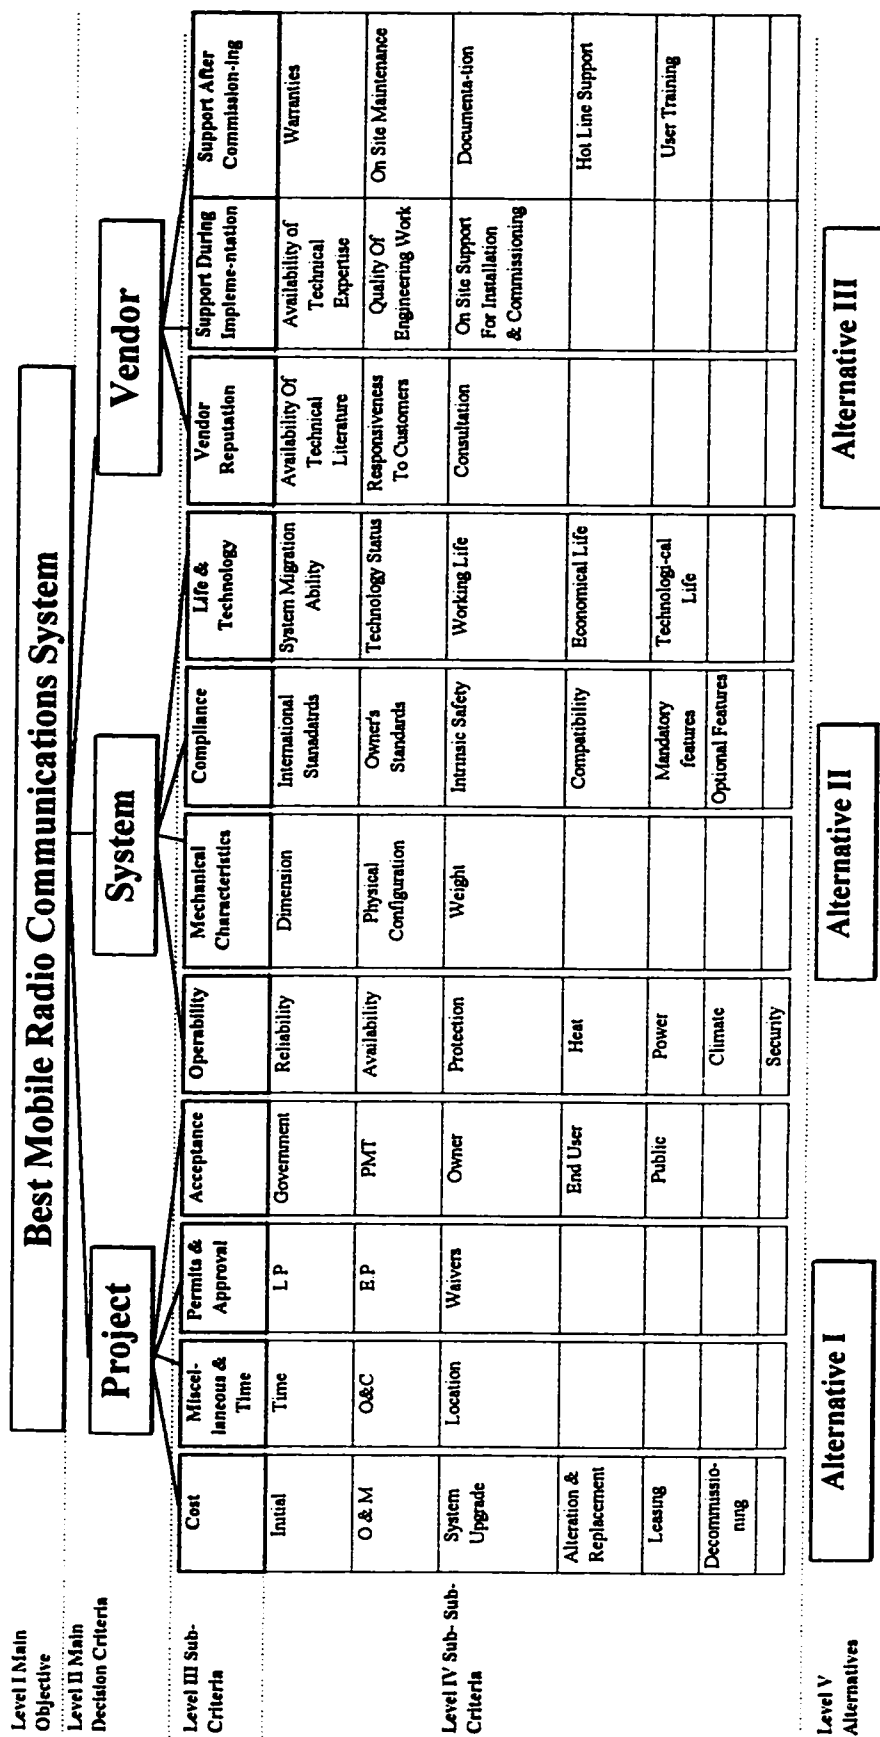 Level I Main
Objective
Best Mobile Radio Communications System
Level II Main
Decision Criteria
Project
System
Vendor
Level III Sub-
Criteria
Cost
Miscel-
laneous &
Time
Permits &
Approval
Acceptance
Operability
Mechanical
Characteristics
Compliance
Life &
Technology
Vendor
Reputation
Support During
Impleme-ntation
Support After
Commission-ing
Level IV Sub- Sub-
Criteria
Initial
Time
L P
Government
Reliability
Dimension
International
Stanadatrds
System Migration
Ability
Availability Of
Technical
Literature
Availability of
Technical
Expertise
Warranties
O & M
O&C
E.P
PMT
Availability
Physical
Configuration
Owner's
Standards
Technology Status
Responsiveness
To Customers
Quality Of
Engineering Work
On Site Maintenance
System
Upgrade
Location
Waivers
Owner
Protection
Weight
Intrinsic Safety
Working Life
Consultation
On Site Support
For Installation
& Commissioning
Documenta-tion
Alteration &
Replacement
End User
Heat
Compatibility
Economical Life
Hot Line Support
Leasing
Public
Power
Mandatory
features
Technologi-cal
Life
User Training
Decommissio-
ning
Climate
Optional Features
Security
Level V
Alternatives
Alternative I
Alternative II
Alternative III